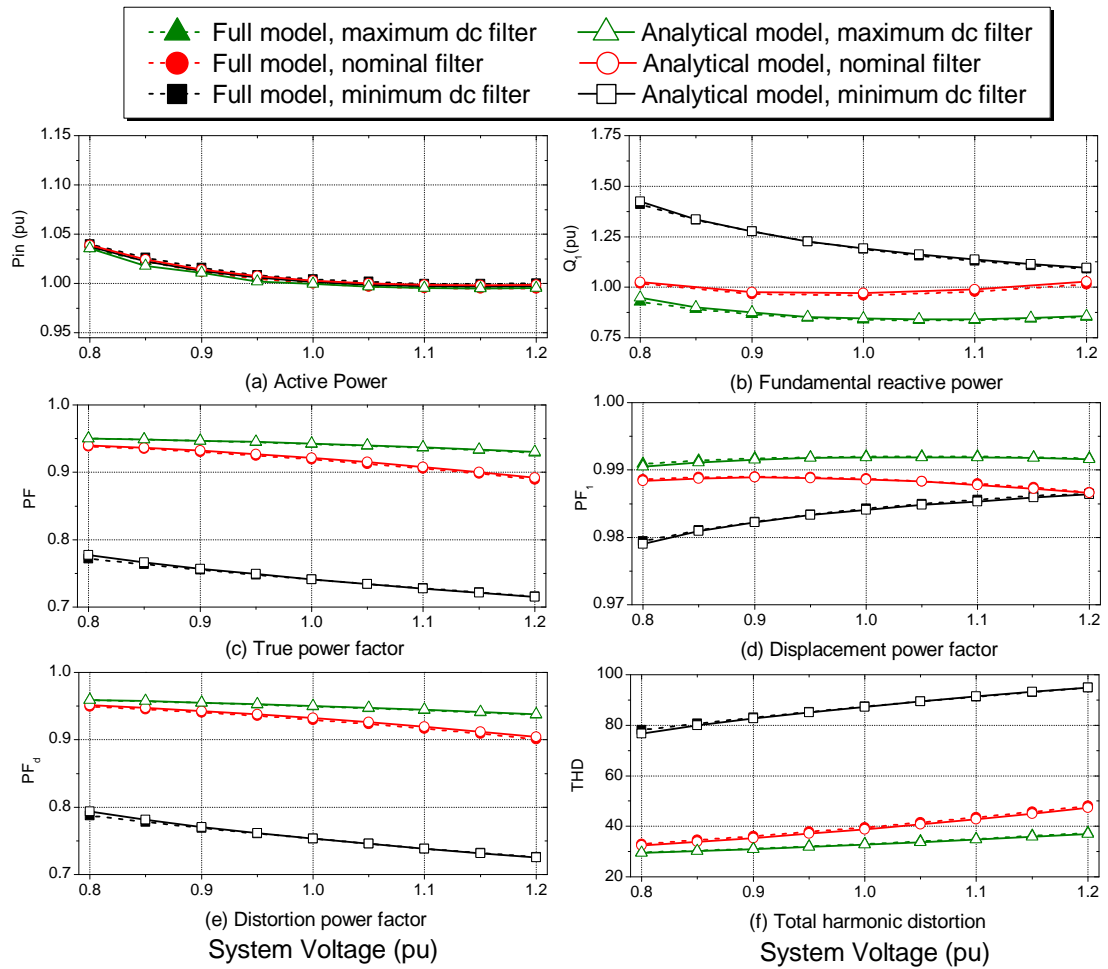 Full model, maximum dc filter
Analytical model, maximum dc filter
Full model, nominal filter
Analytical model, nominal filter
Full model, minimum dc filter
Analytical model, minimum dc filter
1.15
1.10
1.05
1.00
0.95
Pin (pu)
0.8 0.9 1.0 1.1 1.2
(a) Active Power
1.75
1.50
1.25
1.00
0.75
Q1(pu)
0.8 0.9 1.0 1.1 1.2
(b) Fundamental reactive power
1.0
0.9
0.8
0.7
PF
0.8 0.9 1.0 1.1 1.2
(c) True power factor
1.00
0.99
0.98
0.97
PF1
0.8 0.9 1.0 1.1 1.2
(d) Displacement power factor
1.0
0.9
0.8
0.7
PFd
0.8 0.9 1.0 1.1 1.2
(e) Distortion power factor
System Voltage (pu)
100
80
60
40
20
THD
0.8 0.9 1.0 1.1 1.2
(f) Total harmonic distortion
System Voltage (pu)